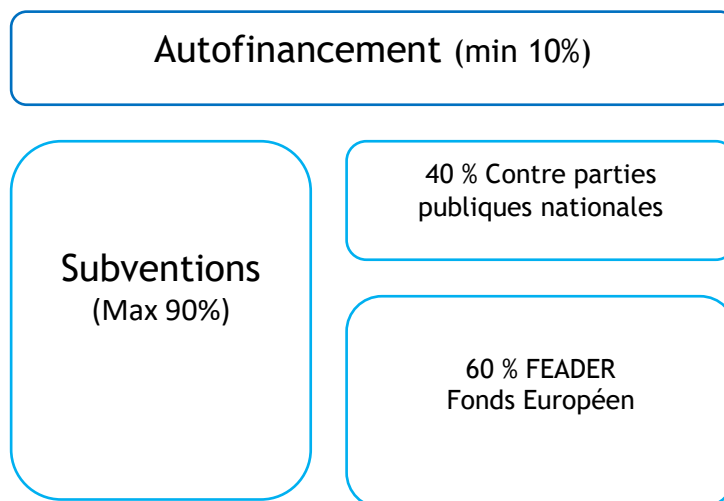 Autofinancement (min 10%)
Subventions
(Max 90%)
40 % Contre parties
publiques nationales
60 % FEADER
Fonds Européen